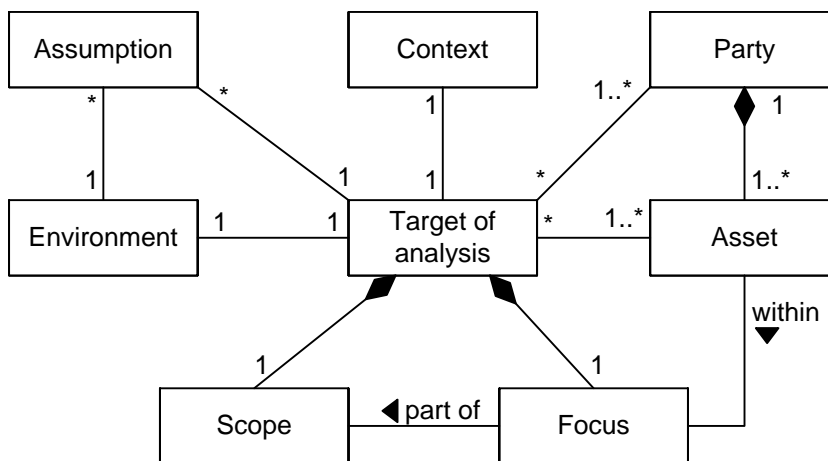 Assumption
Context
Party
*
*
1
1..*
1
1
1
1
*
1..*
Environment
1
1
Target of
analysis
*
1..*
Asset
within
1
1
Scope
part of
Focus